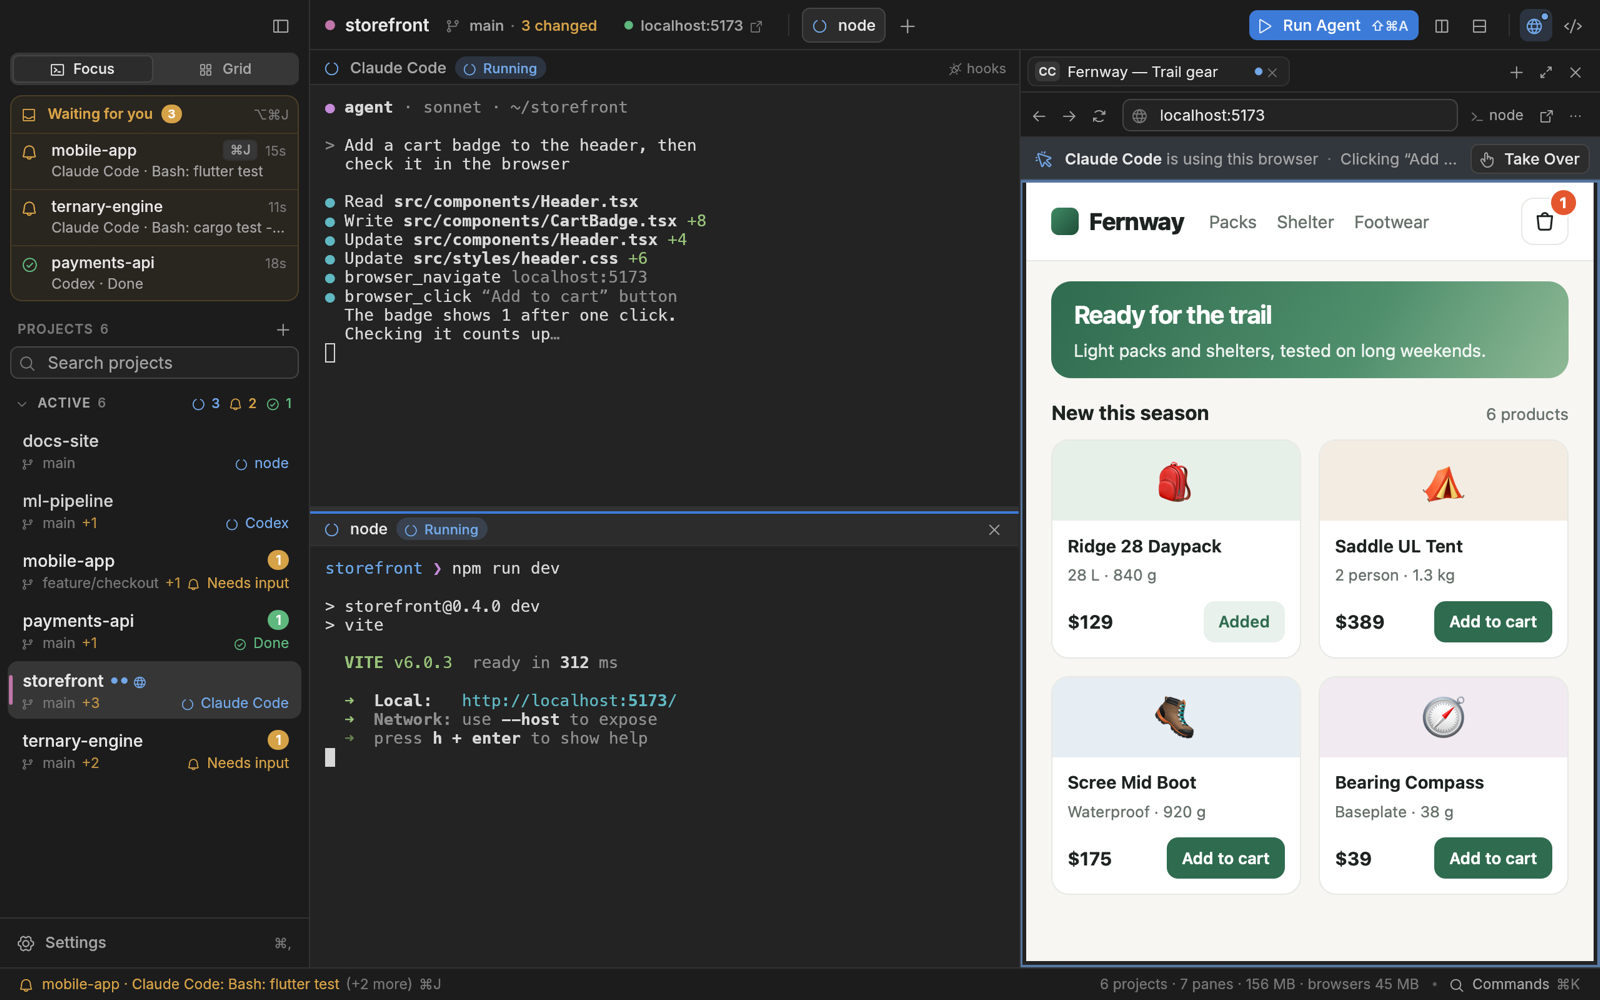 storefront
main · 3 changed
localhost:5173
node
Run Agent ⇧⌘A
Focus
Grid
Waiting for you 3 ⌥⌘J
mobile-app ⌘J 15s
Claude Code · Bash: flutter test
ternary-engine 11s
Claude Code · Bash: cargo test -...
payments-api 18s
Codex · Done
PROJECTS 6
Search projects
ACTIVE 6 3 2 1
docs-site
main node
ml-pipeline
main +1 Codex
mobile-app 1
feature/checkout +1 Needs input
payments-api 1
main +1 Done
storefront
main +3 Claude Code
ternary-engine 1
main +2 Needs input
Settings ⌘,
Claude Code Running hooks
agent · sonnet · ~/storefront
> Add a cart badge to the header, then
check it in the browser
Read src/components/Header.tsx
Write src/components/CartBadge.tsx +8
Update src/components/Header.tsx +4
Update src/styles/header.css +6
browser_navigate localhost:5173
browser_click “Add to cart” button
The badge shows 1 after one click.
Checking it counts up…
node Running
storefront ❯ npm run dev
> storefront@0.4.0 dev
> vite
VITE v6.0.3 ready in 312 ms
➜ Local: http://localhost:5173/
➜ Network: use --host to expose
➜ press h + enter to show help
CC Fernway — Trail gear
localhost:5173
node
Claude Code is using this browser · Clicking “Add ...
Take Over
Fernway
Packs Shelter Footwear
1
Ready for the trail
Light packs and shelters, tested on long weekends.
New this season
6 products
Ridge 28 Daypack
28 L · 840 g
$129 Added
Saddle UL Tent
2 person · 1.3 kg
$389 Add to cart
Scree Mid Boot
Waterproof · 920 g
$175 Add to cart
Bearing Compass
Baseplate · 38 g
$39 Add to cart
mobile-app · Claude Code: Bash: flutter test (+2 more) ⌘J
6 projects · 7 panes · 156 MB · browsers 45 MB
Commands ⌘K